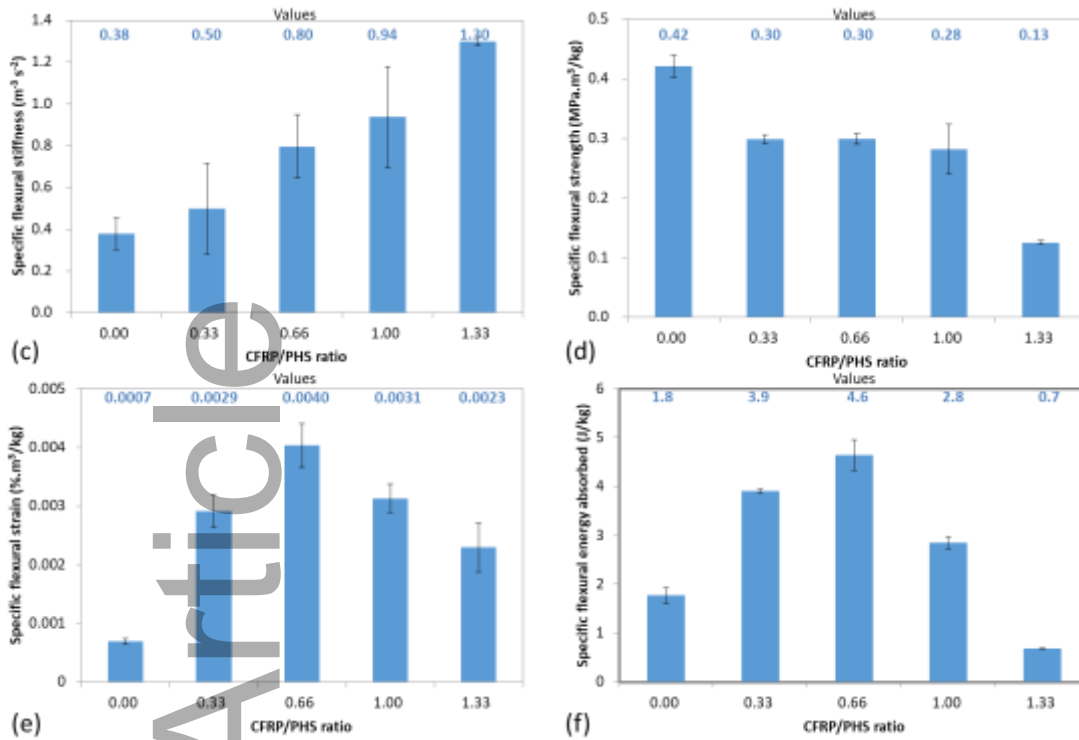 Values
0.38 0.50 0.80 0.94 1.30
Specific flexural stiffness (m⁻³ s⁻²)
1.4
1.2
1.0
0.8
0.6
0.4
0.2
0.0
0.00 0.33 0.66 1.00 1.33
(c)
CFRP/PHS ratio
Values
0.42 0.30 0.30 0.28 0.13
Specific flexural strength (MPa.m³/kg)
0.5
0.4
0.3
0.2
0.1
0.0
0.00 0.33 0.66 1.00 1.33
(d)
CFRP/PHS ratio
Values
0.0007 0.0029 0.0040 0.0031 0.0023
Specific flexural strain (%.m³/kg)
0.005
0.004
0.003
0.002
0.001
0
0.00 0.33 0.66 1.00 1.33
(e)
CFRP/PHS ratio
Values
1.8 3.9 4.6 2.8 0.7
Specific flexural energy absorbed (J/kg)
6
5
4
3
2
1
0
0.00 0.33 0.66 1.00 1.33
(f)
CFRP/PHS ratio
Article